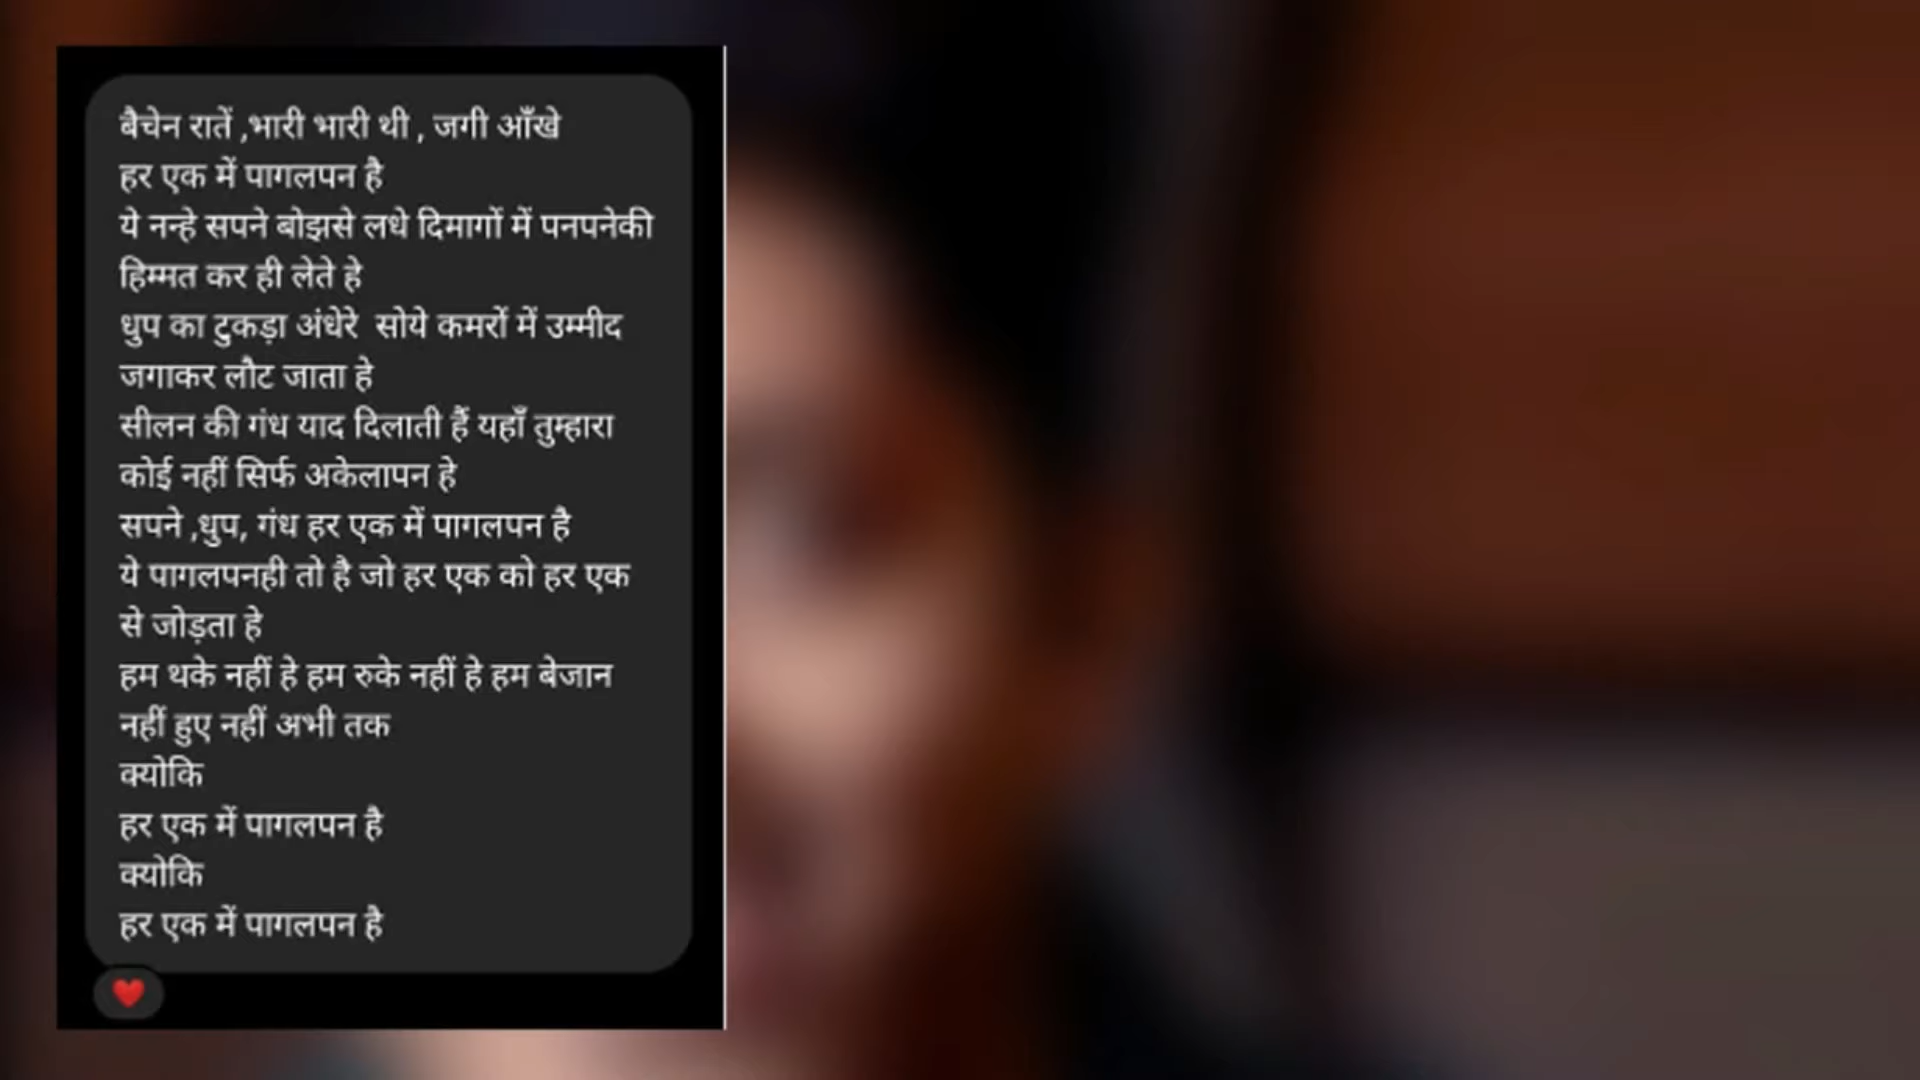 बैचेन रातें ,भारी भारी थी , जगी आँखे
हर एक में पागलपन है
ये नन्हे सपने बोझसे लधे दिमागों में पनपनेकी
हिम्मत कर ही लेते हे
धुप का टुकड़ा अंधेरे  सोये कमरों में उम्मीद
जगाकर लौट जाता हे
सीलन की गंध याद दिलाती हैं यहाँ तुम्हारा
कोई नहीं सिर्फ अकेलापन हे
सपने ,धुप, गंध हर एक में पागलपन है
ये पागलपनही तो है जो हर एक को हर एक
से जोड़ता हे
हम थके नहीं हे हम रुके नहीं हे हम बेजान
नहीं हुए नहीं अभी तक
क्योकि
हर एक में पागलपन है
क्योकि
हर एक में पागलपन है